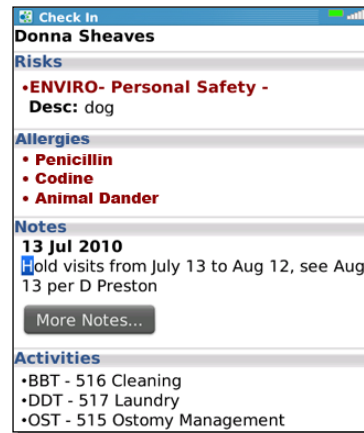 Check In
Donna Sheaves
Risks
•ENVIRO- Personal Safety -
Desc: dog
Allergies
• Penicillin
• Codine
• Animal Dander
Notes
13 Jul 2010
Hold visits from July 13 to Aug 12, see Aug
13 per D Preston
More Notes...
Activities
•BBT - 516 Cleaning
•DDT - 517 Laundry
•OST - 515 Ostomy Management